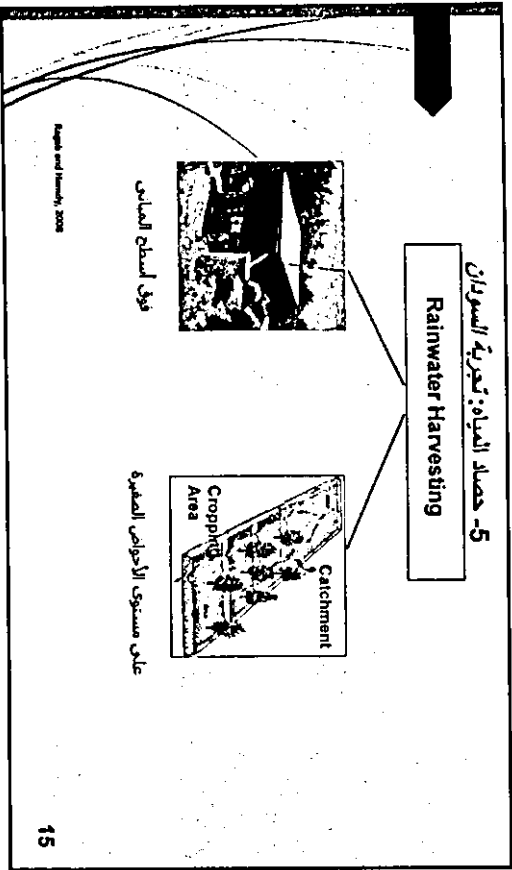 5- حصاد المياه: تجربة السودان
Rainwater Harvesting
فوق أسطح المباني
Catchment
Cropping
Area
على مستوى الأحواض الصغيرة
Ragab and Hamdy, 2008
15